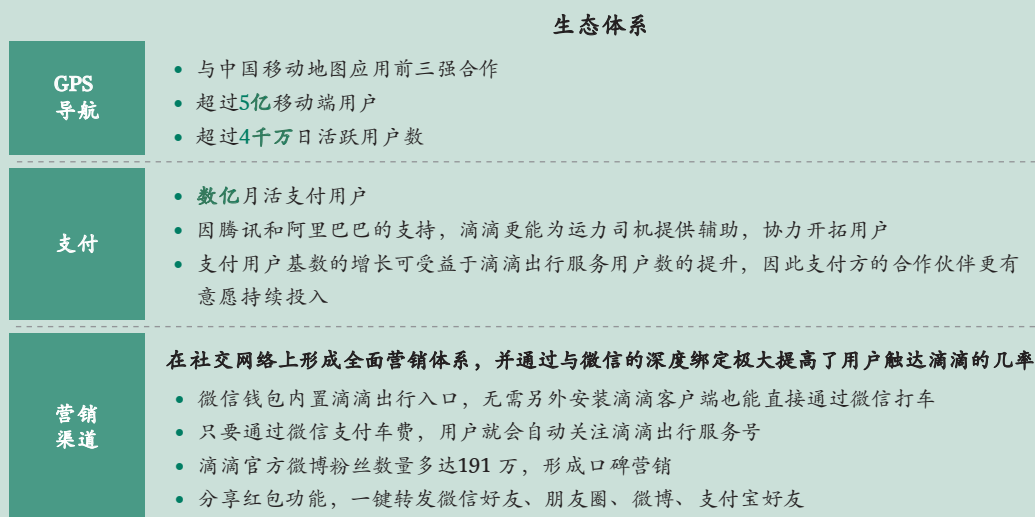 生态体系
GPS
导航
• 与中国移动地图应用前三强合作
• 超过5亿移动端用户
• 超过4千万日活跃用户数
支付
• 数亿月活支付用户
• 因腾讯和阿里巴巴的支持，滴滴更能为运力司机提供辅助，协力开拓用户
• 支付用户基数的增长可受益于滴滴出行服务用户数的提升，因此支付方的合作伙伴更有
意愿持续投入
营销
渠道
在社交网络上形成全面营销体系，并通过与微信的深度绑定极大提高了用户触达滴滴的几率
• 微信钱包内置滴滴出行入口，无需另外安装滴滴客户端也能直接通过微信打车
• 只要通过微信支付车费，用户就会自动关注滴滴出行服务号
• 滴滴官方微博粉丝数量多达191 万，形成口碑营销
• 分享红包功能，一键转发微信好友、朋友圈、微博、支付宝好友